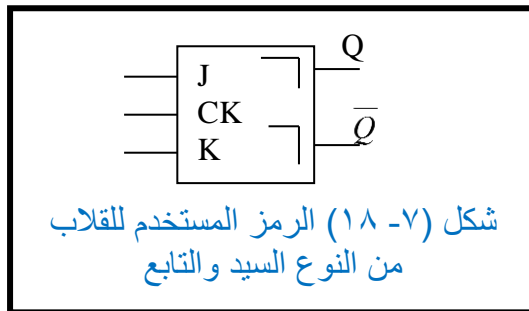 Q
J
CK
Q̅
K
شكل (٧- ١٨) الرمز المستخدم للقلاب
من النوع السيد والتابع